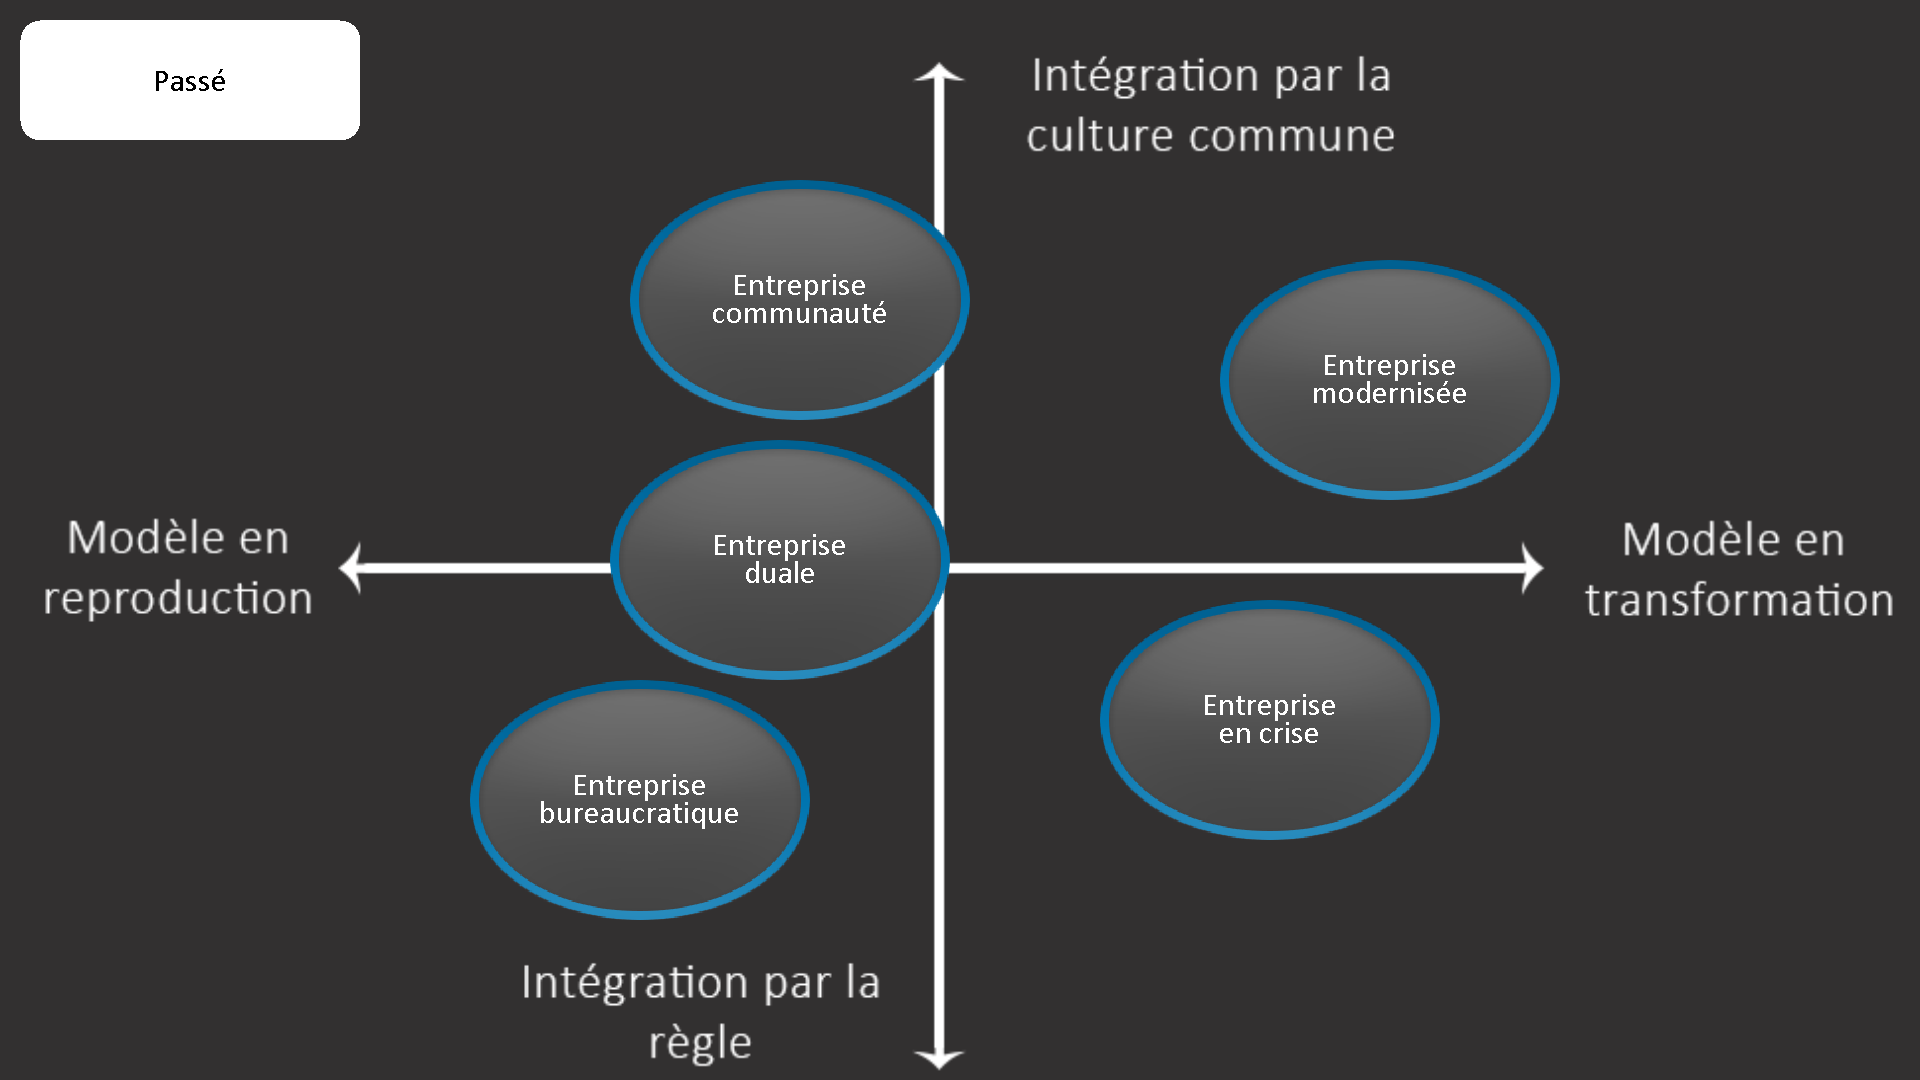 Passé
Intégration par la
culture commune
Entreprise
communauté
Entreprise
modernisée
Modèle en
reproduction
Entreprise
duale
Modèle en
transformation
Entreprise
en crise
Entreprise
bureaucratique
Intégration par la
règle